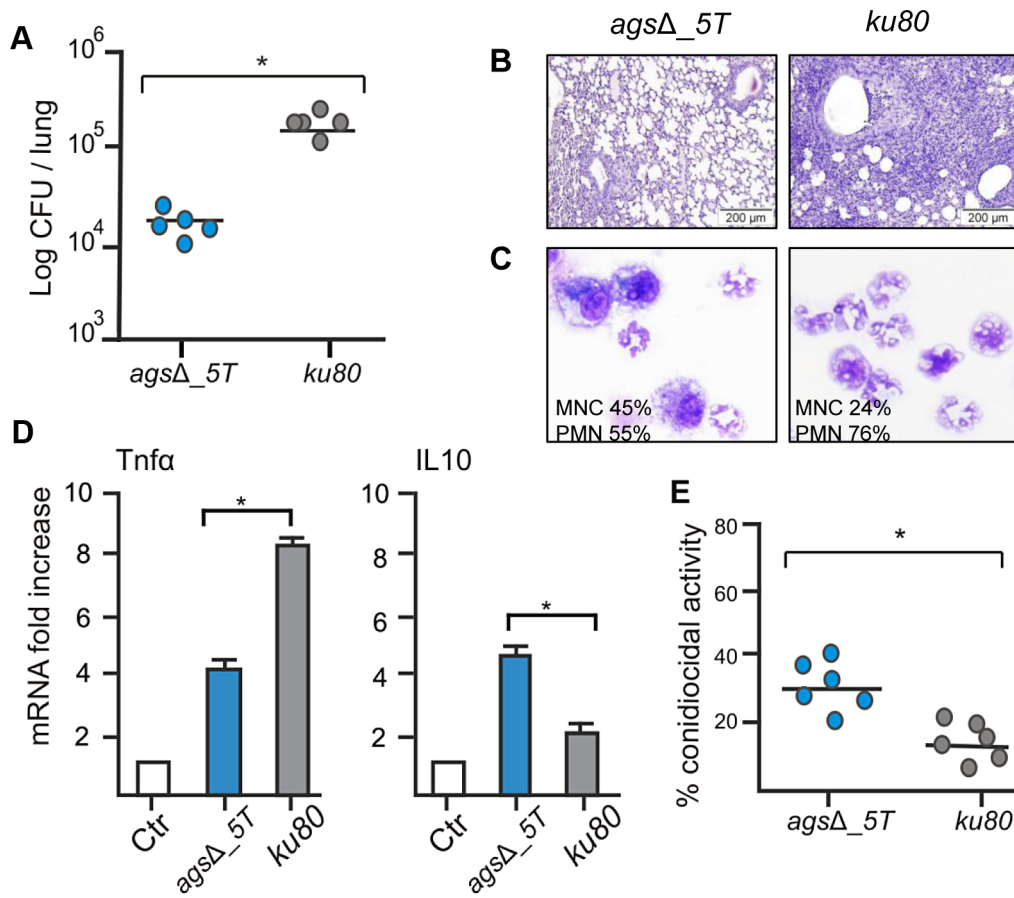 agsΔ_5T ku80
A
10^6
10^5
10^4
10^3
Log CFU / lung
*
agsΔ_5T ku80
B
200 µm
200 µm
C
MNC 45%
PMN 55%
MNC 24%
PMN 76%
D
Tnfα
mRNA fold increase
10
8
6
4
2
*
Ctr
agsΔ_5T
ku80
IL10
10
8
6
4
2
*
Ctr
agsΔ_5T
ku80
E
% conidiocidal activity
80
60
40
20
*
agsΔ_5T ku80